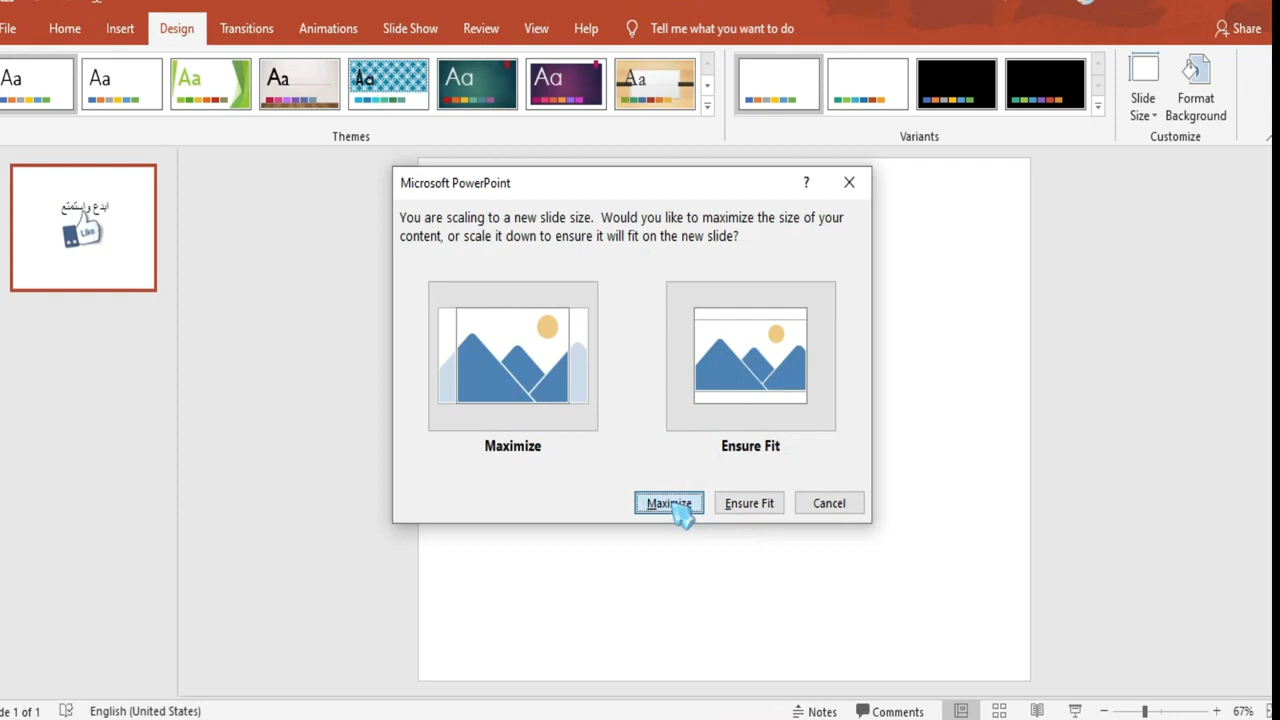 File
Home
Insert
Design
Transitions
Animations
Slide Show
Review
View
Help
Tell me what you want to do
Share
Aa
Aa
Aa
Aa
Aa
Aa
Aa
Aa
Slide Size
Format Background
Themes
Variants
Customize
ابدع واستمتع
Like
Microsoft PowerPoint
?
You are scaling to a new slide size. Would you like to maximize the size of your
content, or scale it down to ensure it will fit on the new slide?
Maximize
Ensure Fit
Maximize
Ensure Fit
Cancel
de 1 of 1
English (United States)
Notes
Comments
67%